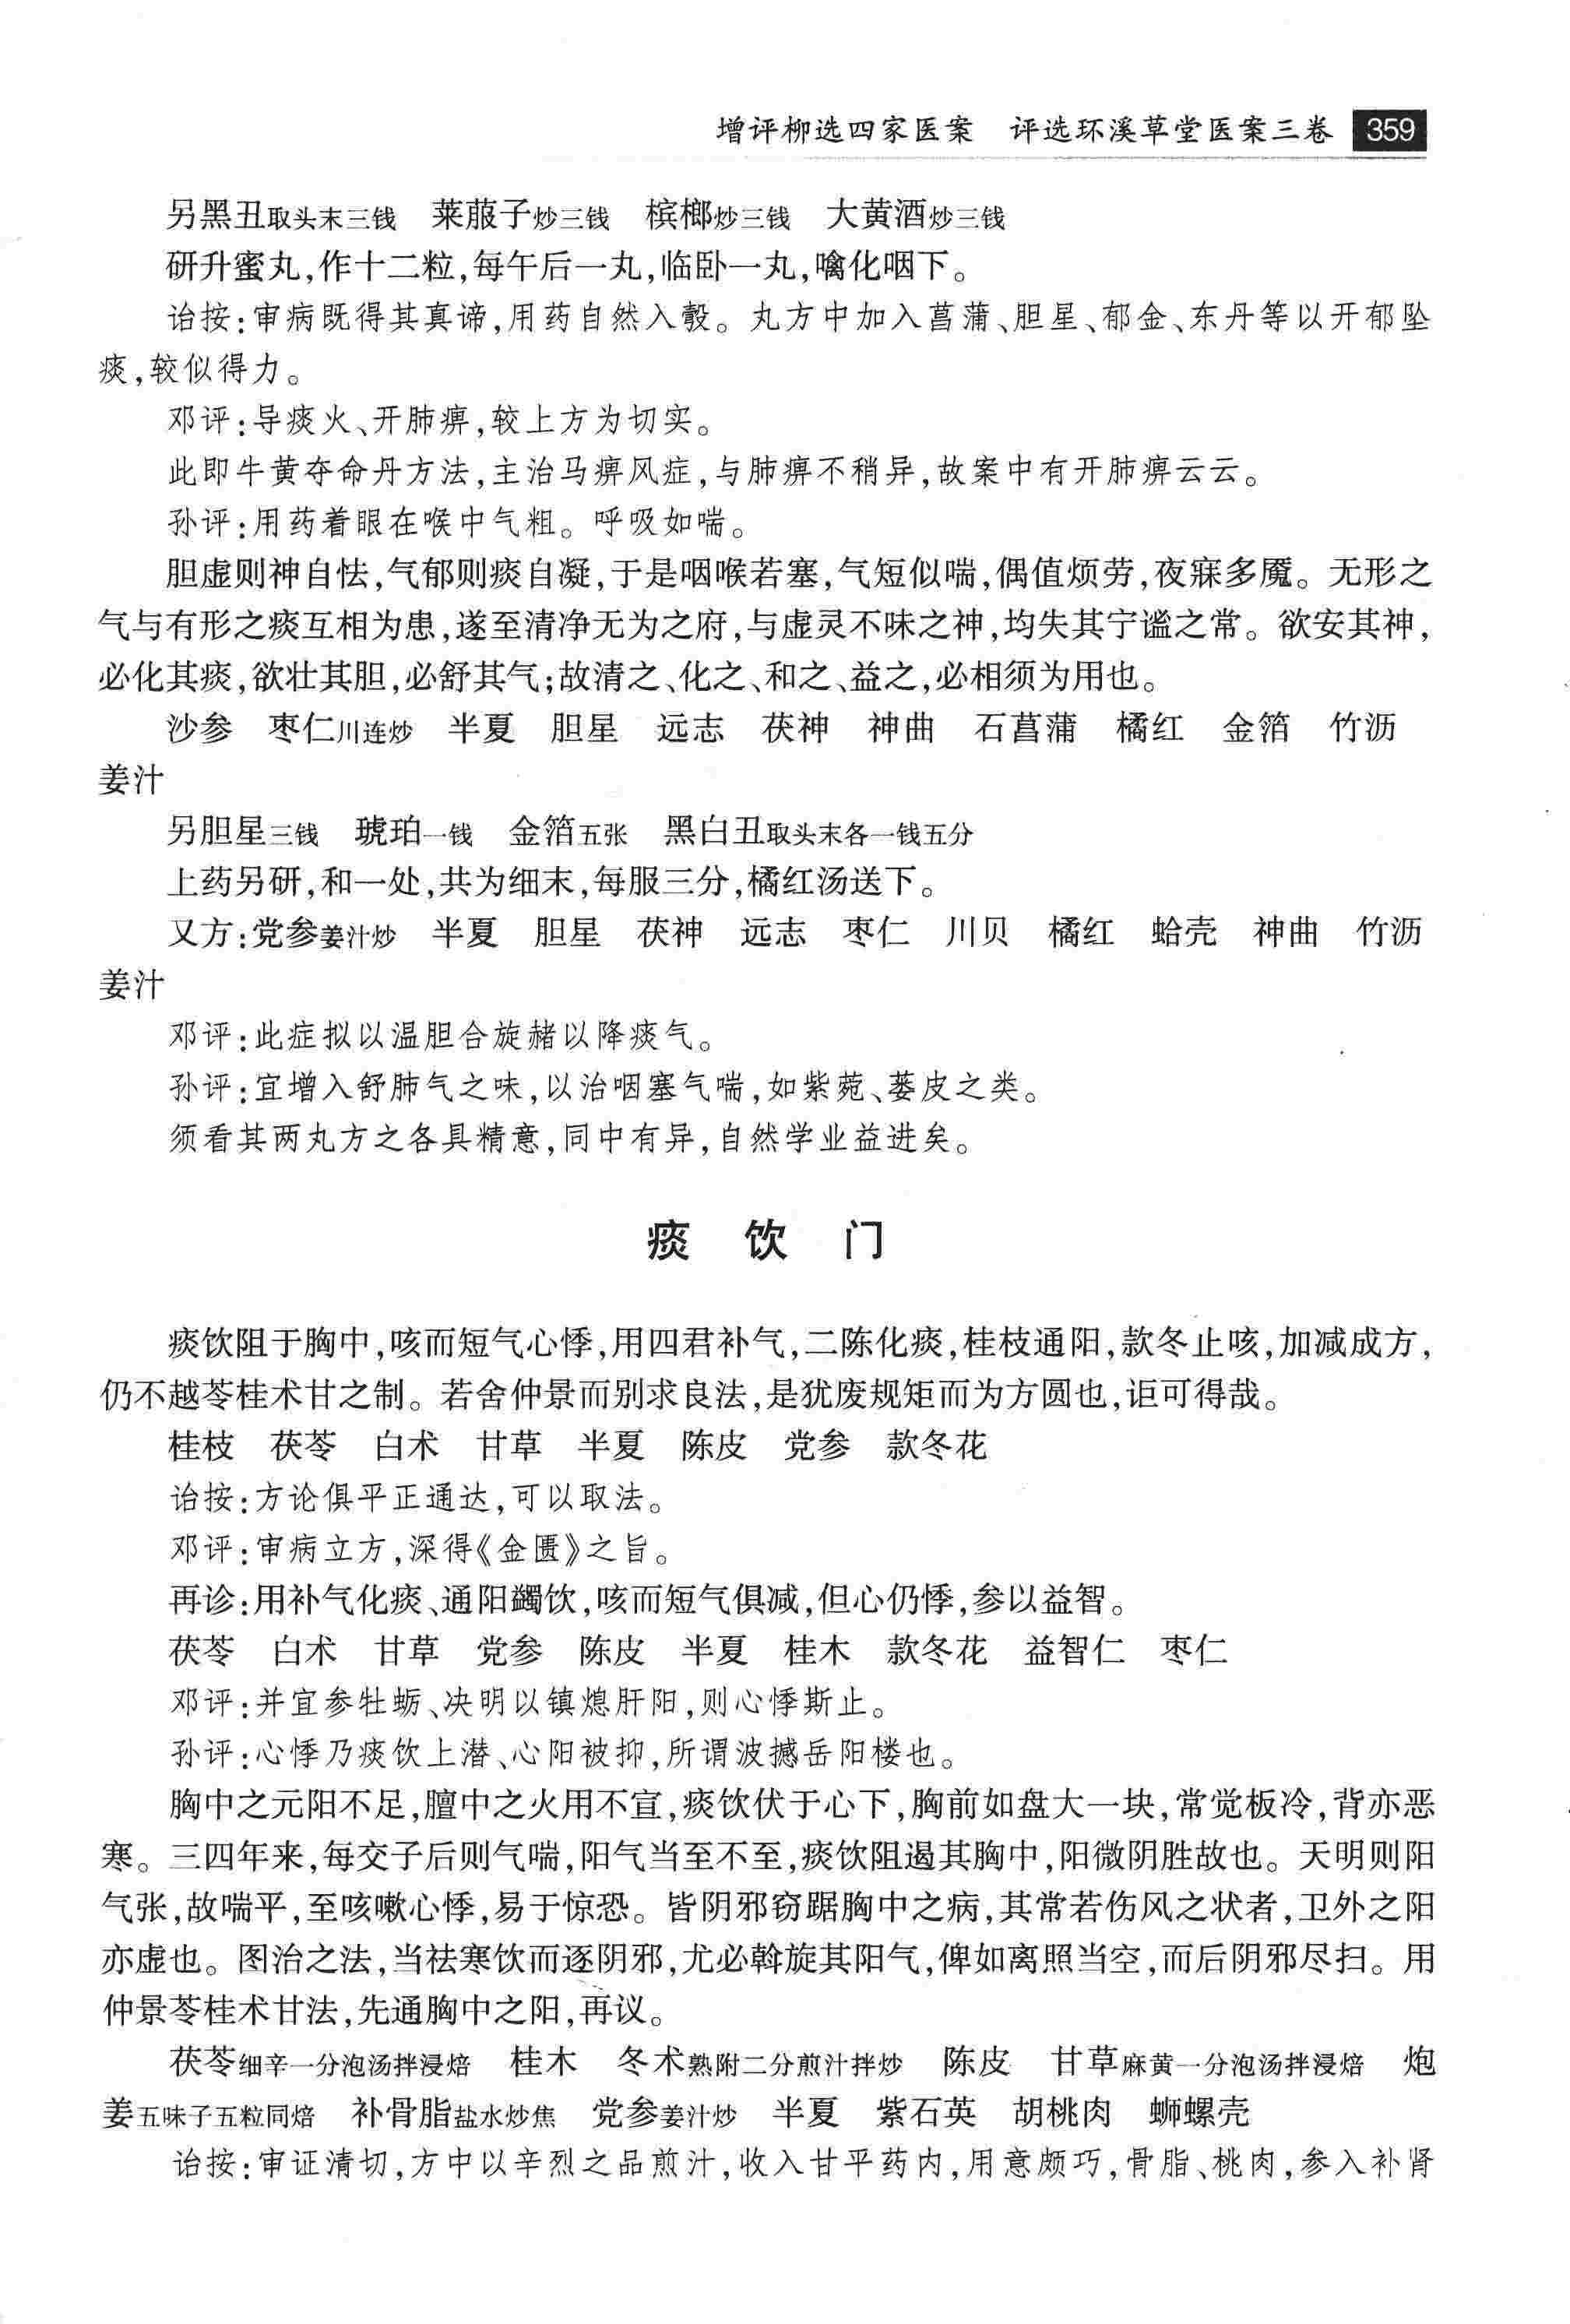 增评柳选四家医案　评选环溪草堂医案三卷 359
另黑丑取头末三钱　莱菔子炒三钱　槟榔炒三钱　大黄酒炒三钱
研升蜜丸,作十二粒,每午后一丸,临卧一丸,噙化咽下。
诒按:审病既得其真谛,用药自然入彀。丸方中加入菖蒲、胆星、郁金、东丹等以开郁坠
痰,较似得力。
邓评:导痰火、开肺痹,较上方为切实。
此即牛黄夺命丹方法,主治马痹风症,与肺痹不稍异,故案中有开肺痹云云。
孙评:用药着眼在喉中气粗。呼吸如喘。
胆虚则神自怯,气郁则痰自凝,于是咽喉若塞,气短似喘,偶值烦劳,夜寐多魇。无形之
气与有形之痰互相为患,遂至清净无为之府,与虚灵不昧之神,均失其宁谧之常。欲安其神,
必化其痰,欲壮其胆,必舒其气;故清之、化之、和之、益之,必相须为用也。
沙参　枣仁川连炒　半夏　胆星　远志　茯神　神曲　石菖蒲　橘红　金箔　竹沥
姜汁
另胆星三钱　琥珀一钱　金箔五张　黑白丑取头末各一钱五分
上药另研,和一处,共为细末,每服三分,橘红汤送下。
又方:党参姜汁炒　半夏　胆星　茯神　远志　枣仁　川贝　橘红　蛤壳　神曲　竹沥
姜汁
邓评:此症拟以温胆合旋赭以降痰气。
孙评:宜增入舒肺气之味,以治咽塞气喘,如紫菀、蒌皮之类。
须看其两丸方之各具精意,同中有异,自然学业益进矣。
痰　饮　门
痰饮阻于胸中,咳而短气心悸,用四君补气,二陈化痰,桂枝通阳,款冬止咳,加减成方,
仍不越苓桂术甘之制。若舍仲景而别求良法,是犹废规矩而为方圆也,讵可得哉。
桂枝　茯苓　白术　甘草　半夏　陈皮　党参　款冬花
诒按:方论俱平正通达,可以取法。
邓评:审病立方,深得《金匮》之旨。
再诊:用补气化痰、通阳蠲饮,咳而短气俱减,但心仍悸,参以益智。
茯苓　白术　甘草　党参　陈皮　半夏　桂木　款冬花　益智仁　枣仁
邓评:并宜参牡蛎、决明以镇熄肝阳,则心悸斯止。
孙评:心悸乃痰饮上潜、心阳被抑,所谓波撼岳阳楼也。
胸中之元阳不足,膻中之火用不宣,痰饮伏于心下,胸前如盘大一块,常觉板冷,背亦恶
寒。三四年来,每交子后则气喘,阳气当至不至,痰饮阻遏其胸中,阳微阴胜故也。天明则阳
气张,故喘平,至咳嗽心悸,易于惊恐。皆阴邪窃踞胸中之病,其常若伤风之状者,卫外之阳
亦虚也。图治之法,当祛寒饮而逐阴邪,尤必斡旋其阳气,俾如离照当空,而后阴邪尽扫。用
仲景苓桂术甘法,先通胸中之阳,再议。
茯苓细辛一分泡汤拌浸焙　桂木　冬术熟附二分煎汁拌炒　陈皮　甘草麻黄一分泡汤拌浸焙　炮
姜五味子五粒同焙　补骨脂盐水炒焦　党参姜汁炒　半夏　紫石英　胡桃肉　蛳螺壳
诒按:审证清切,方中以辛烈之品煎汁,收入甘平药内,用意颇巧,骨脂、桃肉,参入补肾